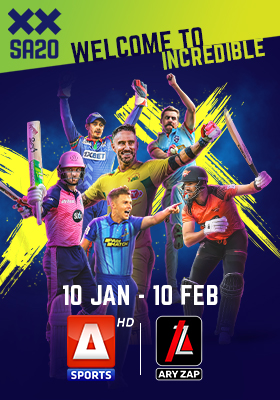 SA20
WELCOME TO
INCREDIBLE
10 JAN - 10 FEB
A
HD
SPORTS
ARY ZAP